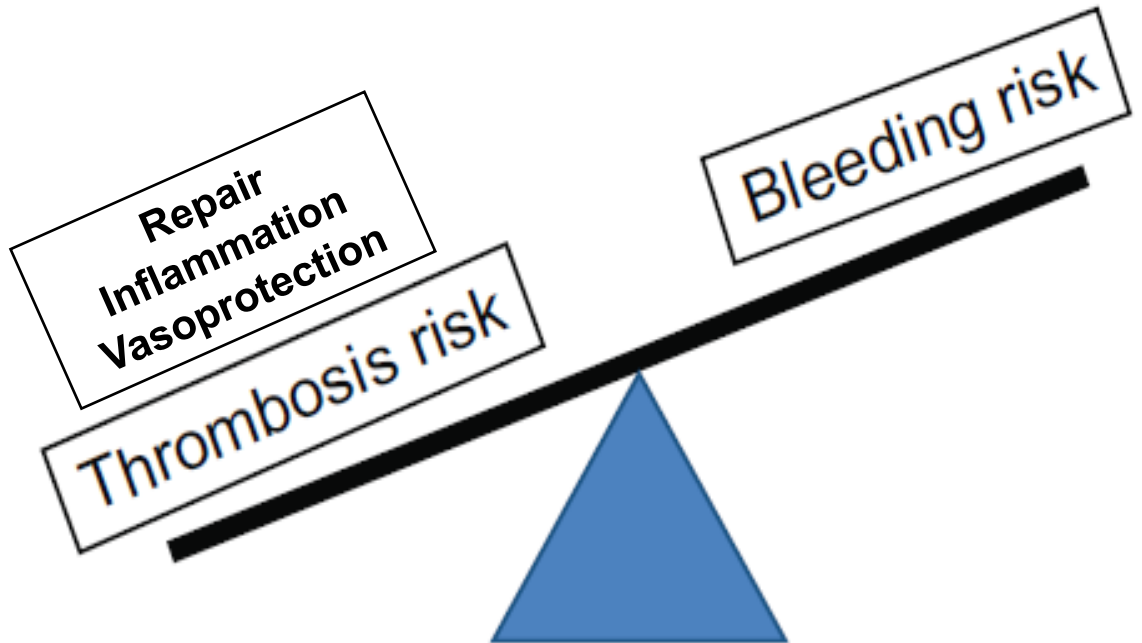 Repair
Inflammation
Vasoprotection
Thrombosis risk
Bleeding risk